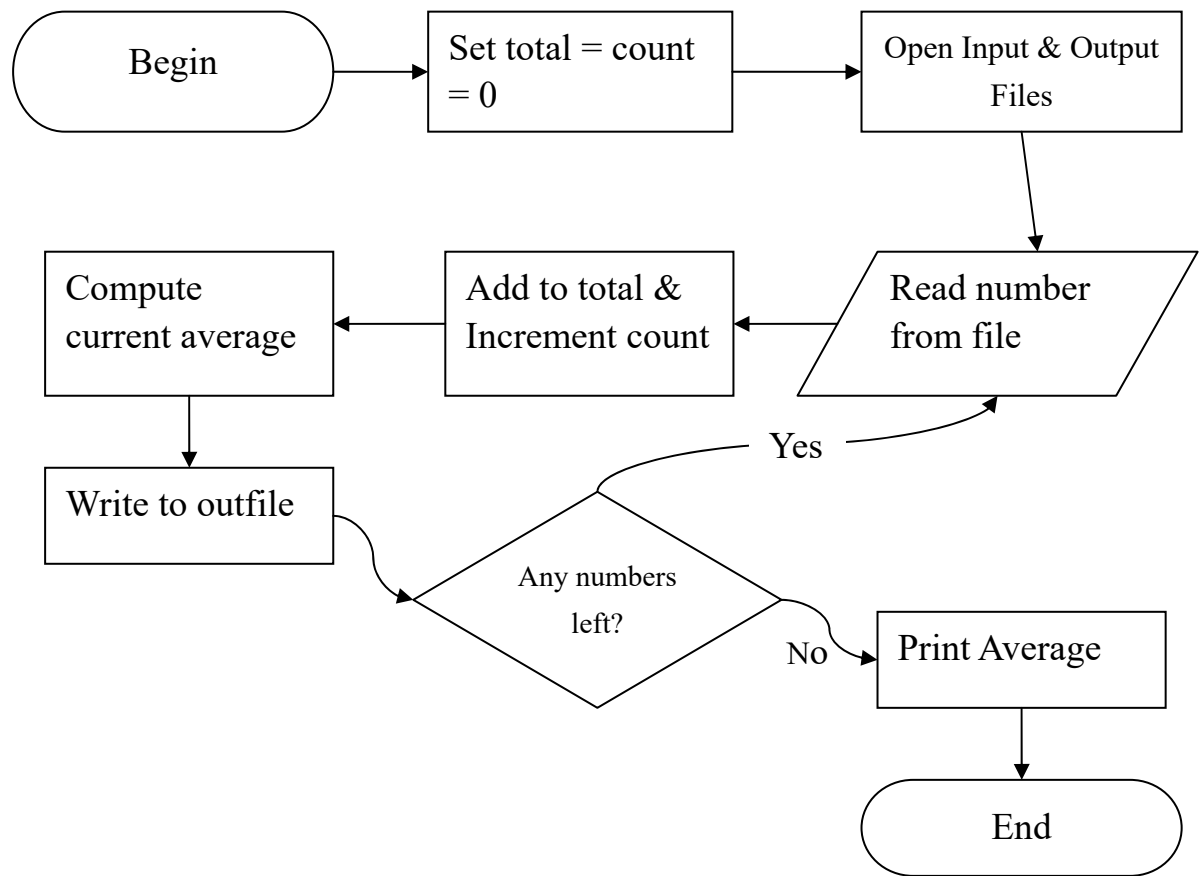 Begin
Set total = count
= 0
Open Input & Output
Files
Read number
from file
Add to total &
Increment count
Compute
current average
Write to outfile
Any numbers
left?
Yes
No
Print Average
End